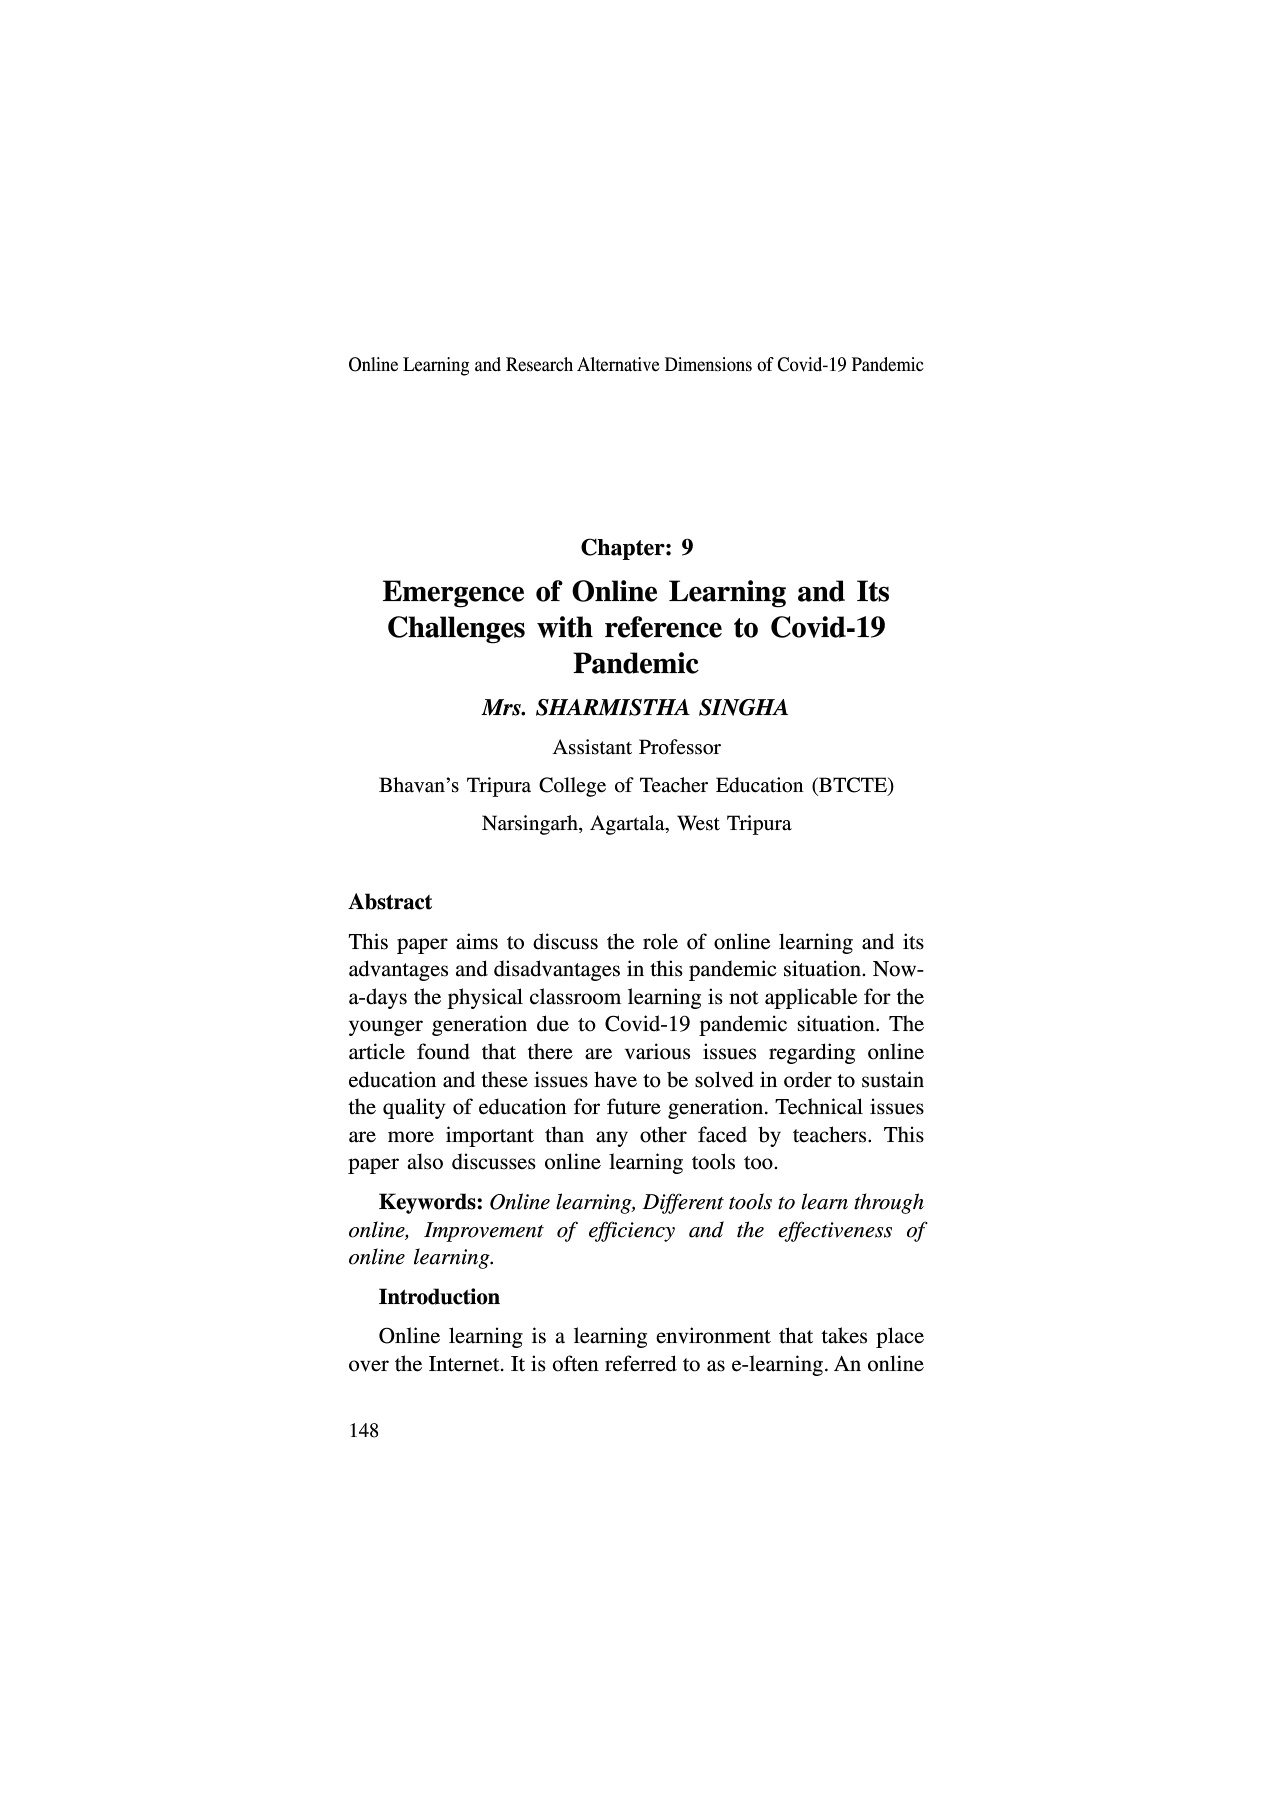 Online Learning and Research Alternative Dimensions of Covid-19 Pandemic
Chapter: 9
Emergence of Online Learning and Its
Challenges with reference to Covid-19
Pandemic
Mrs. SHARMISTHA SINGHA
Assistant Professor
Bhavan’s Tripura College of Teacher Education (BTCTE)
Narsingarh, Agartala, West Tripura
Abstract
This paper aims to discuss the role of online learning and its
advantages and disadvantages in this pandemic situation. Now-
a-days the physical classroom learning is not applicable for the
younger generation due to Covid-19 pandemic situation. The
article found that there are various issues regarding online
education and these issues have to be solved in order to sustain
the quality of education for future generation. Technical issues
are more important than any other faced by teachers. This
paper also discusses online learning tools too.
Keywords: Online learning, Different tools to learn through
online, Improvement of efficiency and the effectiveness of
online learning.
Introduction
Online learning is a learning environment that takes place
over the Internet. It is often referred to as e-learning. An online
148